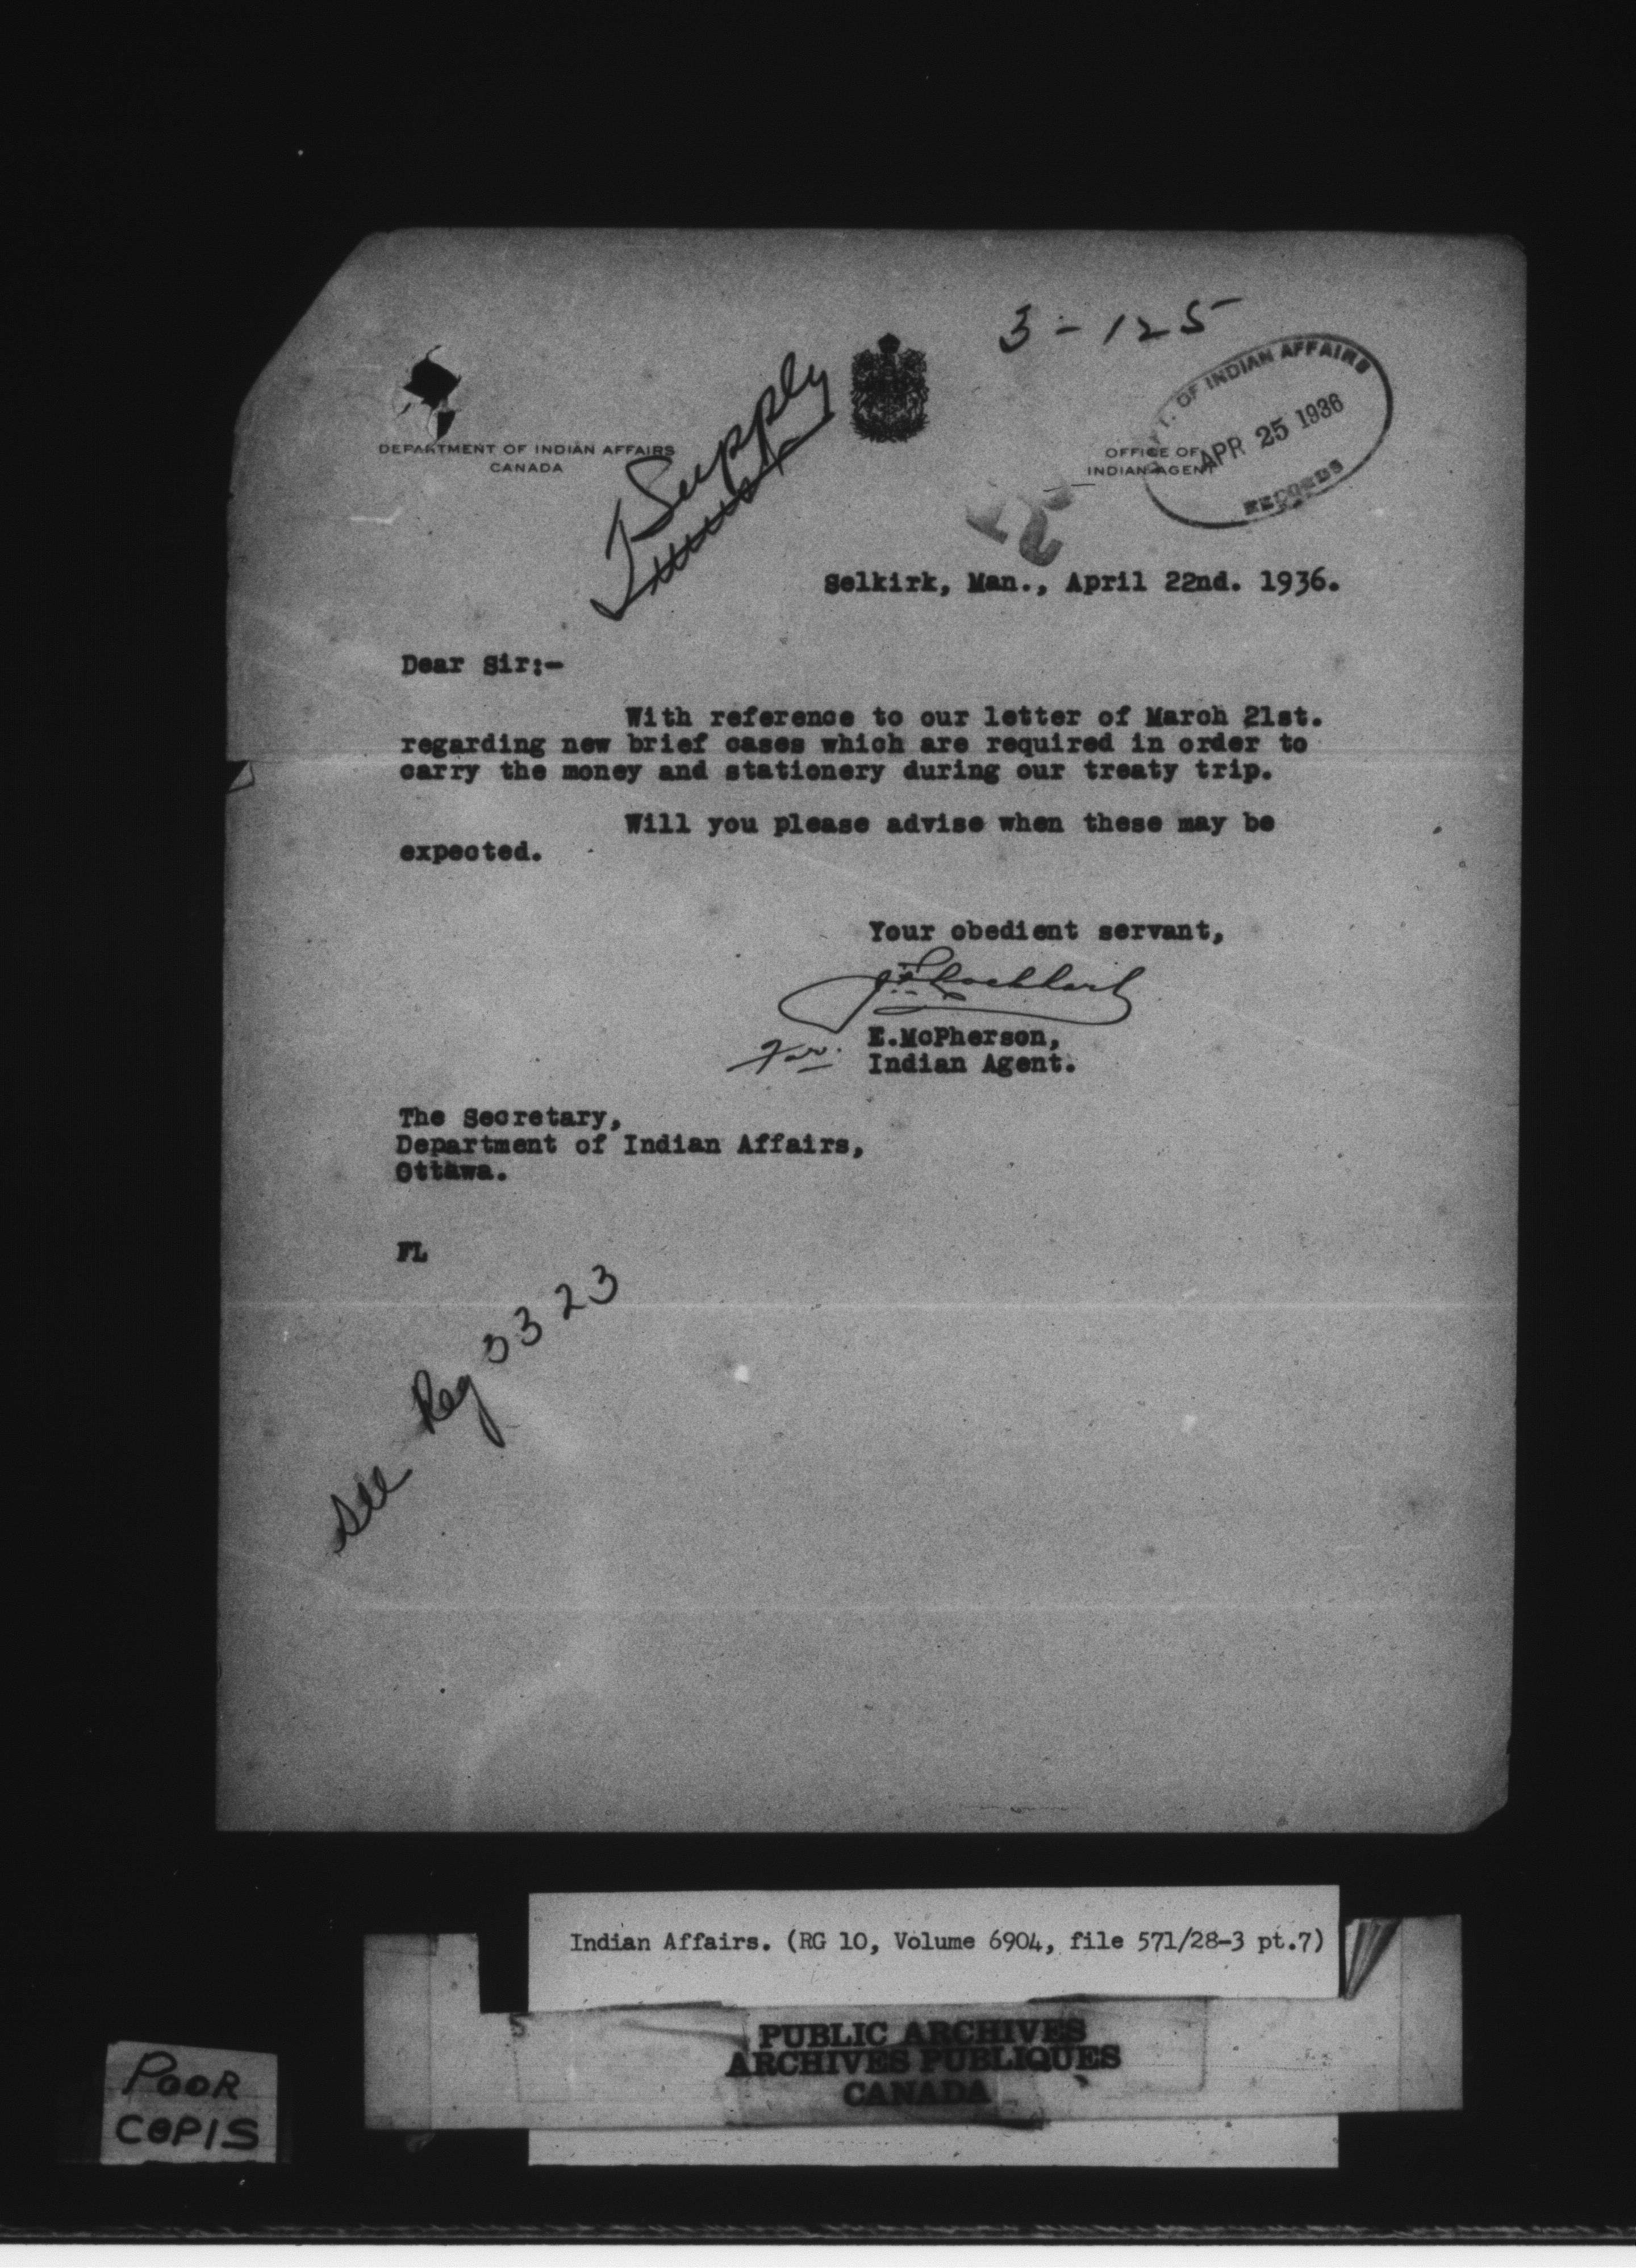 3-125
DEPARTMENT OF INDIAN AFFAIRS
CANADA
Supply
OFFICE OF
INDIAN AGENT
T. OF INDIAN AFFAIRS
APR 25 1936
RECORDS
Selkirk, Man., April 22nd. 1936.
Dear Sir:-
With reference to our letter of March 21st.
regarding new brief cases which are required in order to
carry the money and stationery during our treaty trip.
Will you please advise when these may be
expected.
Your obedient servant,
Lockhart
E.McPherson,
For Indian Agent.
The Secretary,
Department of Indian Affairs,
Ottawa.
FL
See Reg 3323
Indian Affairs. (RG 10, Volume 6904, file 571/28-3 pt.7)
PUBLIC ARCHIVES
ARCHIVES PUBLIQUES
CANADA
POOR
COPIS